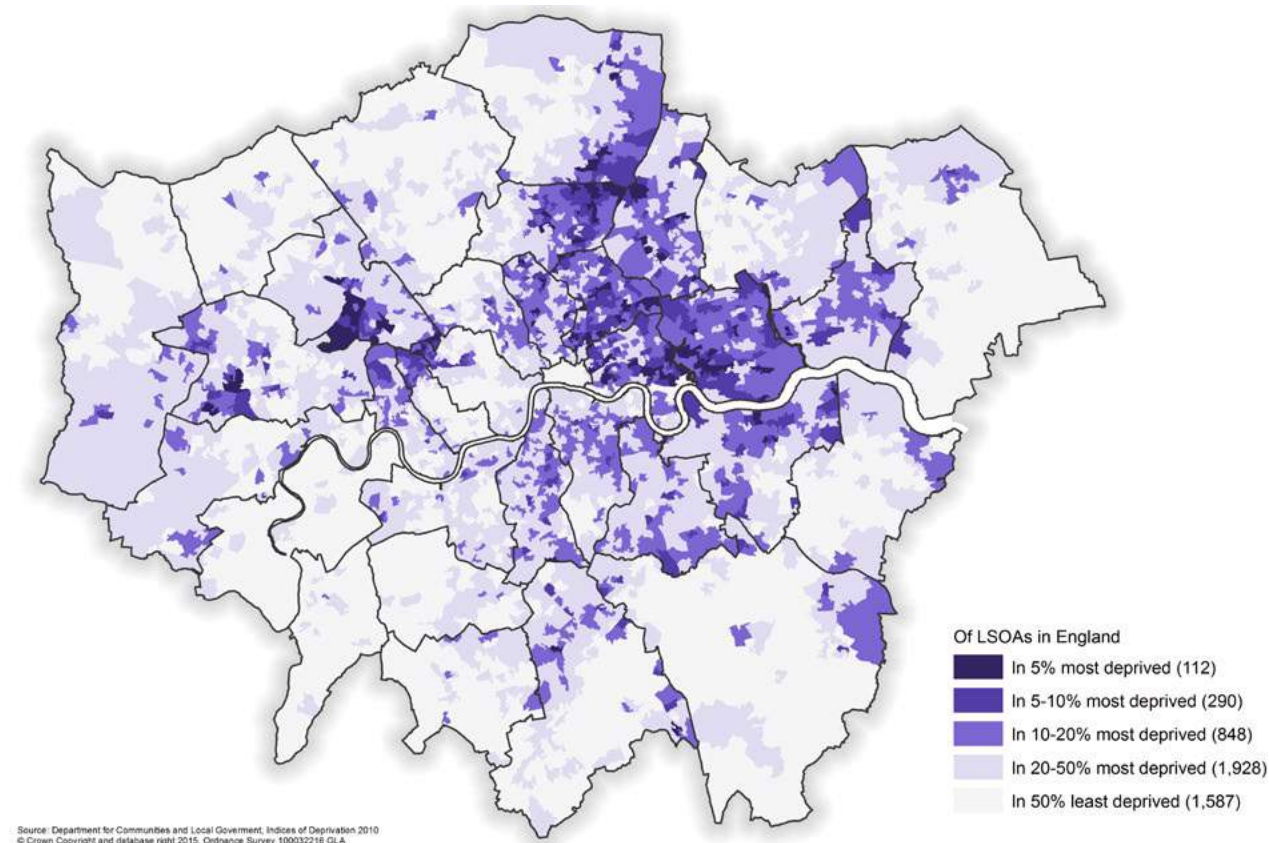 Of LSOAs in England
In 5% most deprived (112)
In 5-10% most deprived (290)
In 10-20% most deprived (848)
In 20-50% most deprived (1,928)
In 50% least deprived (1,587)
Source: Department for Communities and Local Goverment, Indices of Deprivation 2010
© Crown Copyright and database right 2015. Ordnance Survey 100032216 GLA